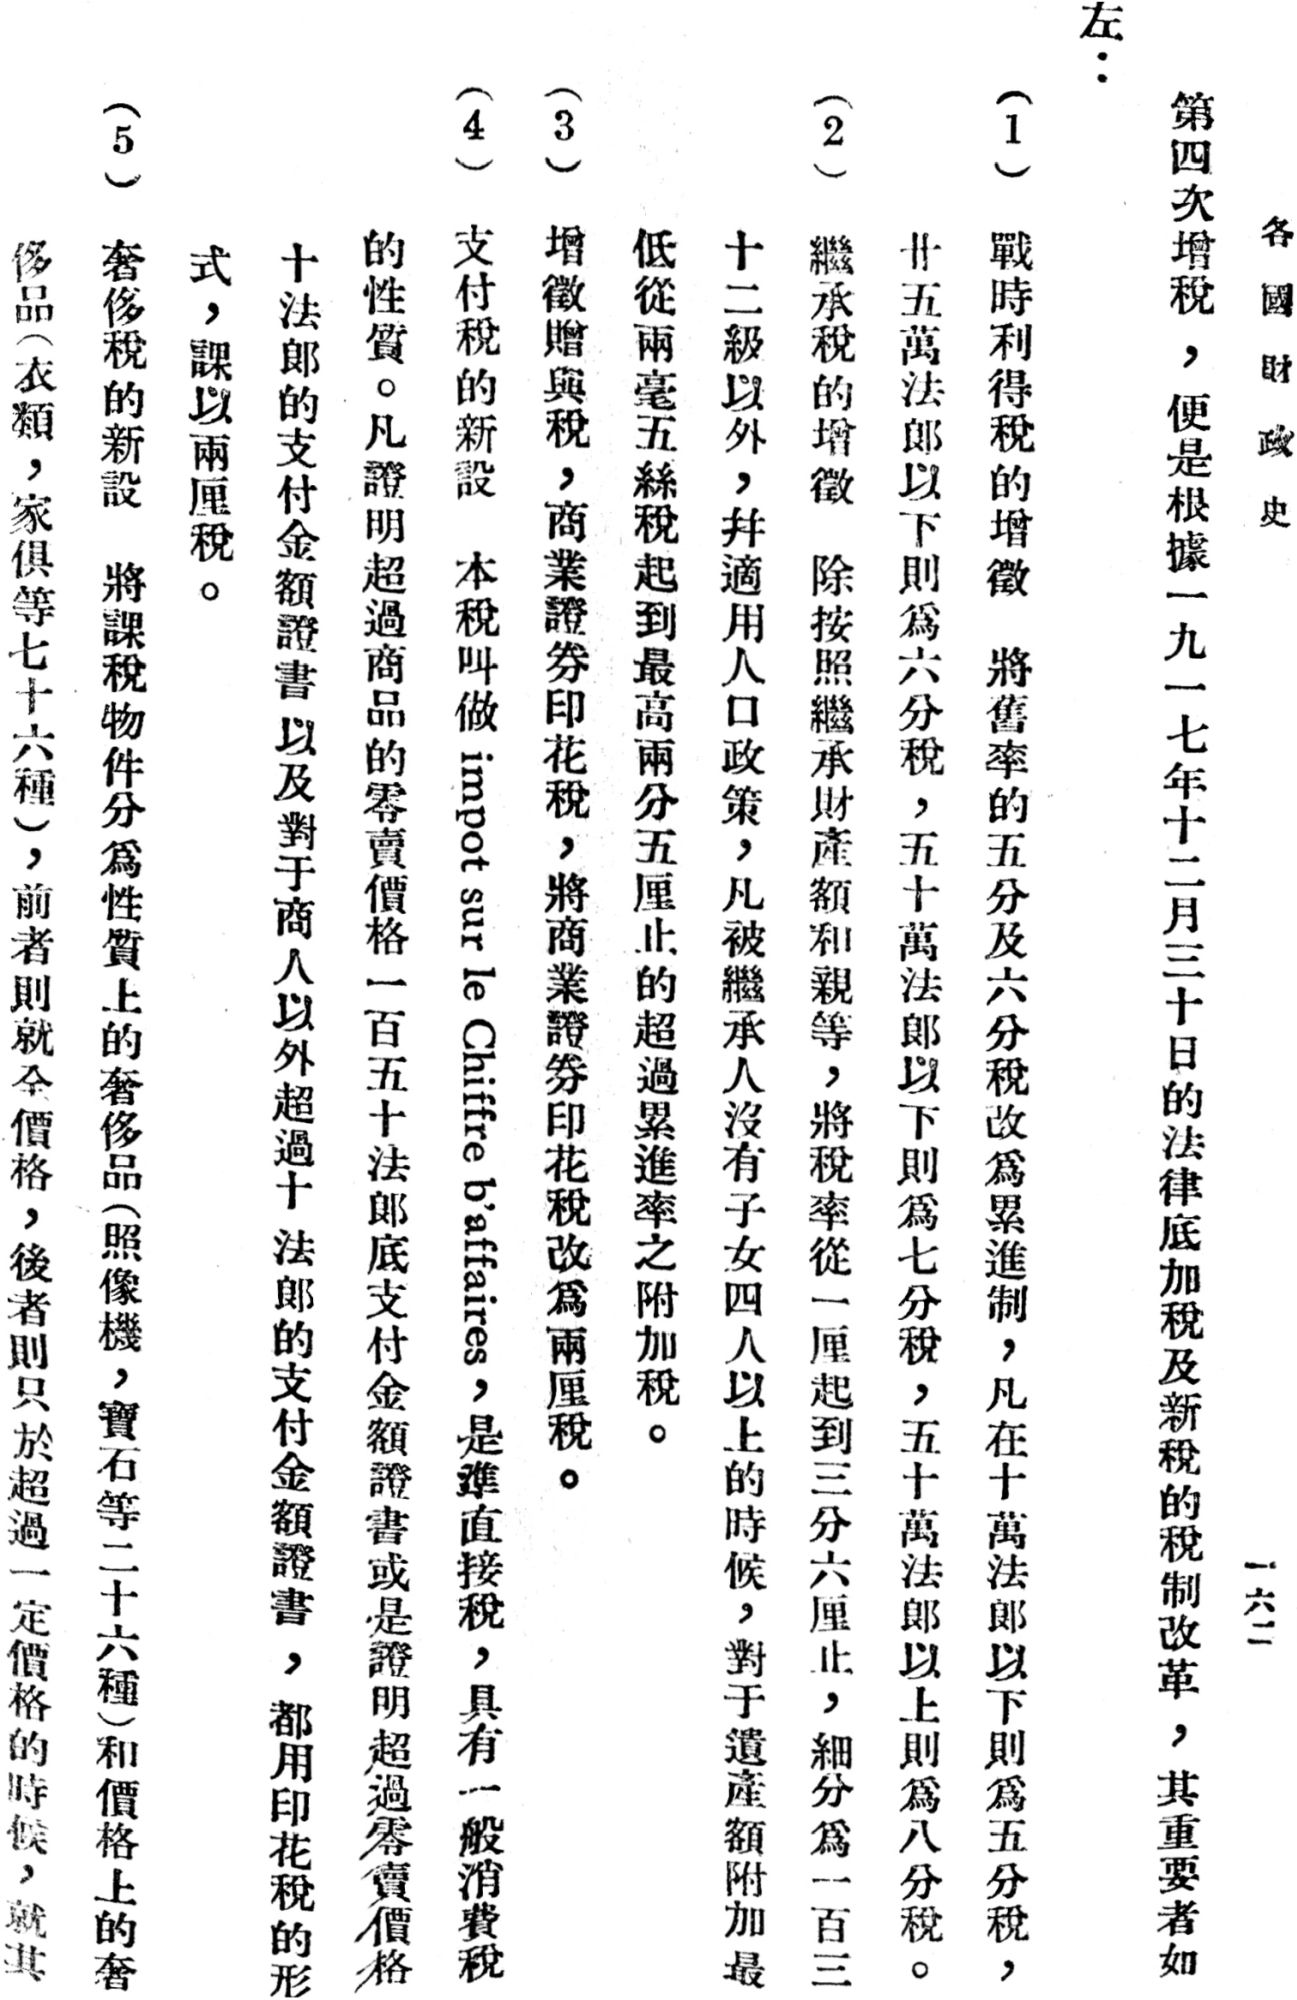 各國財政史
一六二
第四次增稅，便是根據一九一七年十二月三十日的法律底加稅及新稅的稅制改革，其重要者如
左：
(1) 戰時利得稅的增徵　將舊率的五分及六分稅改爲累進制，凡在十萬法郎以下則爲五分稅，
廿五萬法郎以下則爲六分稅，五十萬法郎以下則爲七分稅，五十萬法郎以上則爲八分稅。
(2) 繼承稅的增徵　除按照繼承財產額和親等，將稅率從一厘起到三分六厘止，細分爲一百三
十二級以外，幷適用人口政策，凡被繼承人沒有子女四人以上的時候，對于遺產額附加最
低從兩毫五絲稅起到最高兩分五厘止的超過累進率之附加稅。
(3) 增徵贈與稅，商業證券印花稅，將商業證券印花稅改爲兩厘稅。
(4) 支付稅的新設　本稅叫做 impot sur le Chiffre b'affaires，是準直接稅，具有一般消費稅
的性質。凡證明超過商品的零賣價格一百五十法郎底支付金額證書或是證明超過零賣價格
十法郎的支付金額證書以及對于商人以外超過十法郎的支付金額證書，都用印花稅的形
式，課以兩厘稅。
(5) 奢侈稅的新設　將課稅物件分爲性質上的奢侈品(照像機，寶石等二十六種)和價格上的奢
侈品(衣類，家俱等七十六種)，前者則就全價格，後者則只於超過一定價格的時候，就其